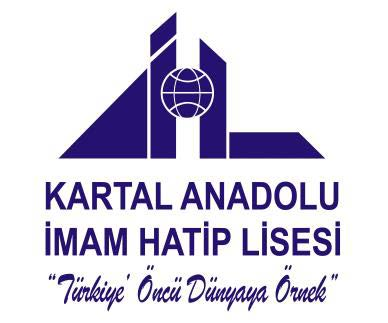 KARTAL ANADOLU
İMAM HATİP LİSESİ
“Türkiye' Öncü Dünyaya Örnek”